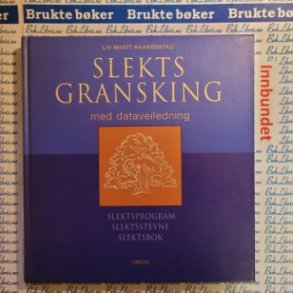 Brukte bøker Brukte bøker Brukte bøker
LIV MARIT HAAKENSTAD
SLEKTS
GRANSKING
med dataveiledning
SLEKTSPROGRAM
SLEKTSSTEVNE
SLEKTSBOK
ORION
Innbundet